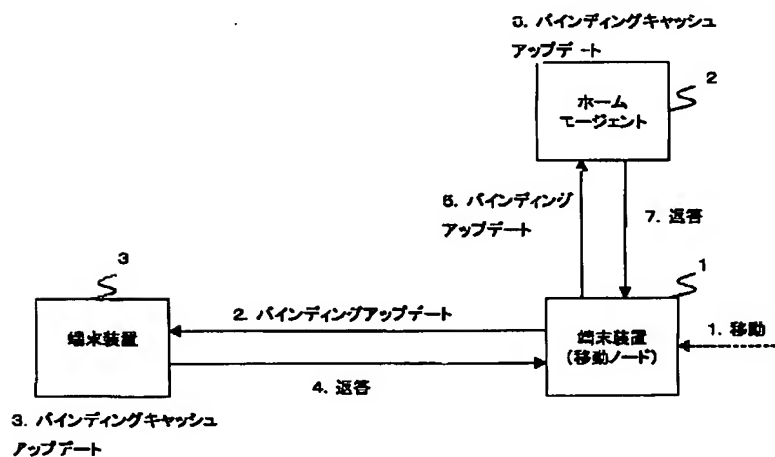 5. バインディングキャッシュ
アップデート
2
ホーム
エージェント
6. バインディング
アップデート
7. 返答
3
1
端末装置
2. バインディングアップデート
端末装置
(移動ノード)
1. 移動
4. 返答
3. バインディングキャッシュ
アップデート